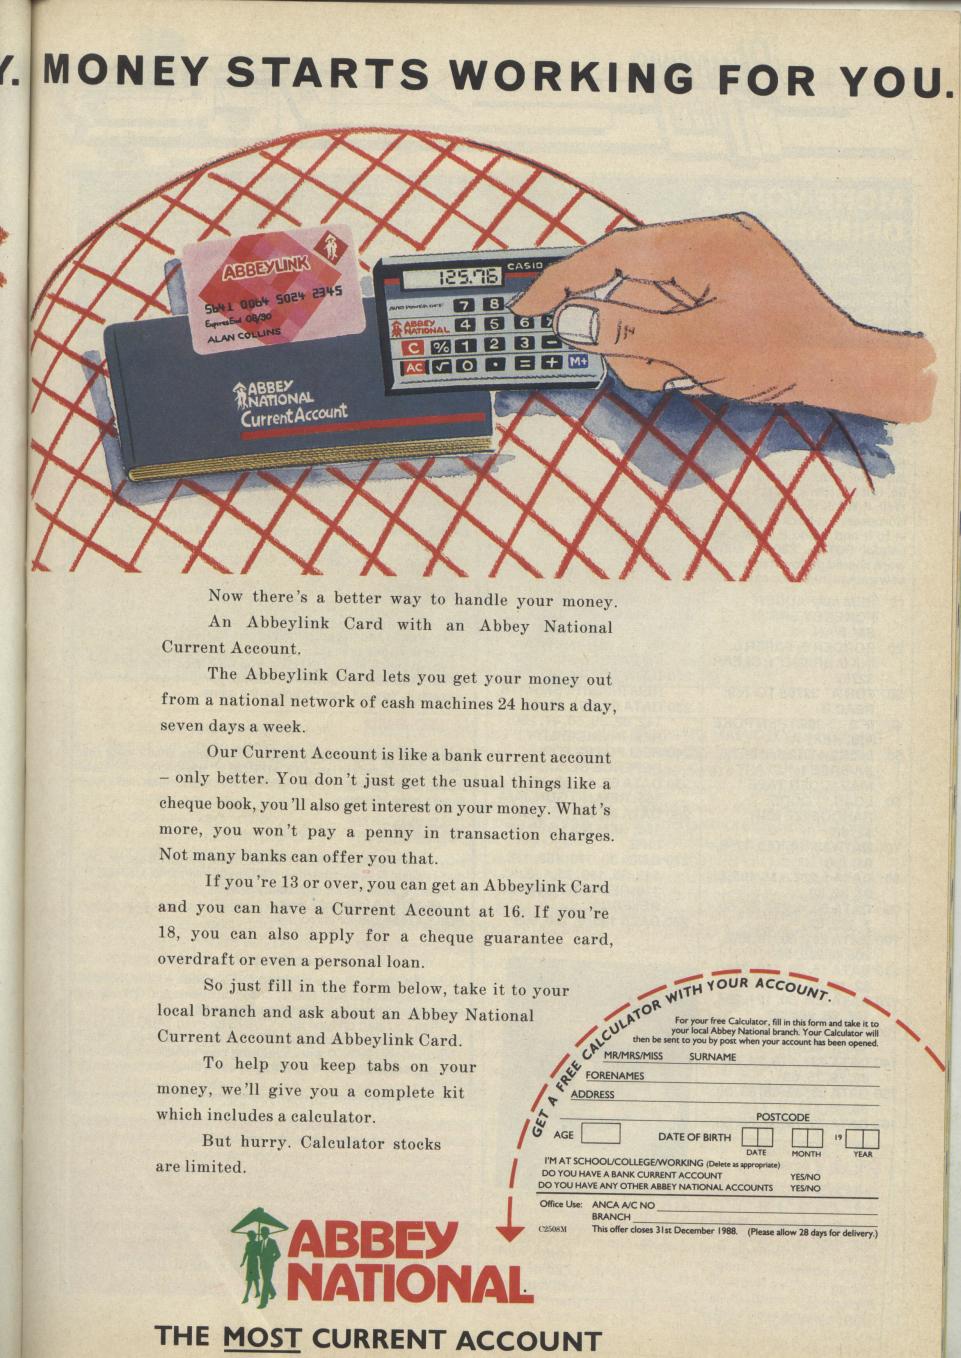 Y. MONEY STARTS WORKING FOR YOU.
ABBEYLINK
5641 0064 5024 2345
Expires End 08/90
ALAN COLLINS
ABBEY
NATIONAL
Current Account
CASIO
125.76
AUTO POWER OFF
7 8
ABBEY
NATIONAL 4 5 6
C % 1 2 3 −
AC √ 0 · = + M+
Now there's a better way to handle your money.
An Abbeylink Card with an Abbey National
Current Account.
The Abbeylink Card lets you get your money out
from a national network of cash machines 24 hours a day,
seven days a week.
Our Current Account is like a bank current account
– only better. You don't just get the usual things like a
cheque book, you'll also get interest on your money. What's
more, you won't pay a penny in transaction charges.
Not many banks can offer you that.
If you're 13 or over, you can get an Abbeylink Card
and you can have a Current Account at 16. If you're
18, you can also apply for a cheque guarantee card,
overdraft or even a personal loan.
So just fill in the form below, take it to your
local branch and ask about an Abbey National
Current Account and Abbeylink Card.
To help you keep tabs on your
money, we'll give you a complete kit
which includes a calculator.
But hurry. Calculator stocks
are limited.
GET A FREE CALCULATOR WITH YOUR ACCOUNT.
For your free Calculator, fill in this form and take it to
your local Abbey National branch. Your Calculator will
then be sent to you by post when your account has been opened.
MR/MRS/MISS SURNAME
FORENAMES
ADDRESS
POSTCODE
AGE DATE OF BIRTH 19
DATE MONTH YEAR
I'M AT SCHOOL/COLLEGE/WORKING (Delete as appropriate)
DO YOU HAVE A BANK CURRENT ACCOUNT YES/NO
DO YOU HAVE ANY OTHER ABBEY NATIONAL ACCOUNTS YES/NO
Office Use: ANCA A/C NO
BRANCH
C2508M This offer closes 31st December 1988. (Please allow 28 days for delivery.)
ABBEY
NATIONAL
THE MOST CURRENT ACCOUNT